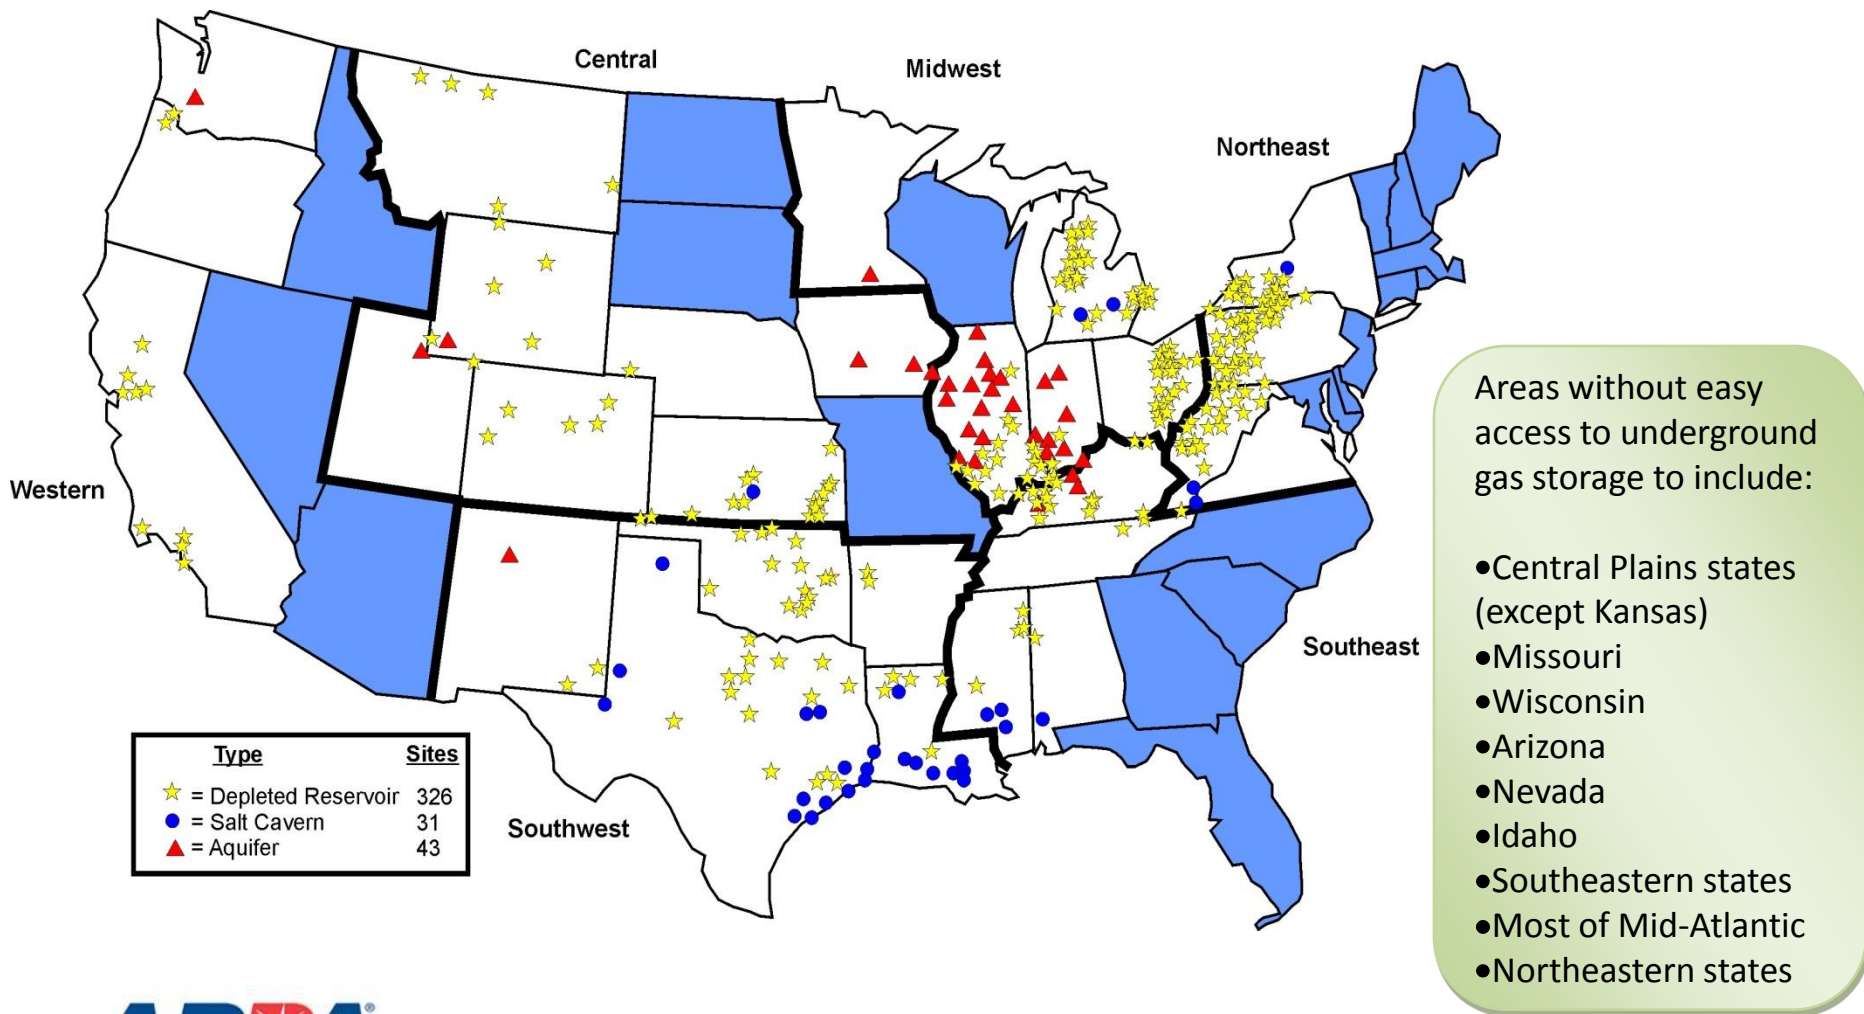 Central
Midwest
Northeast
Western
Southeast
Southwest
Type Sites
= Depleted Reservoir 326
= Salt Cavern 31
= Aquifer 43
Areas without easy
access to underground
gas storage to include:
•Central Plains states
(except Kansas)
•Missouri
•Wisconsin
•Arizona
•Nevada
•Idaho
•Southeastern states
•Most of Mid-Atlantic
•Northeastern states